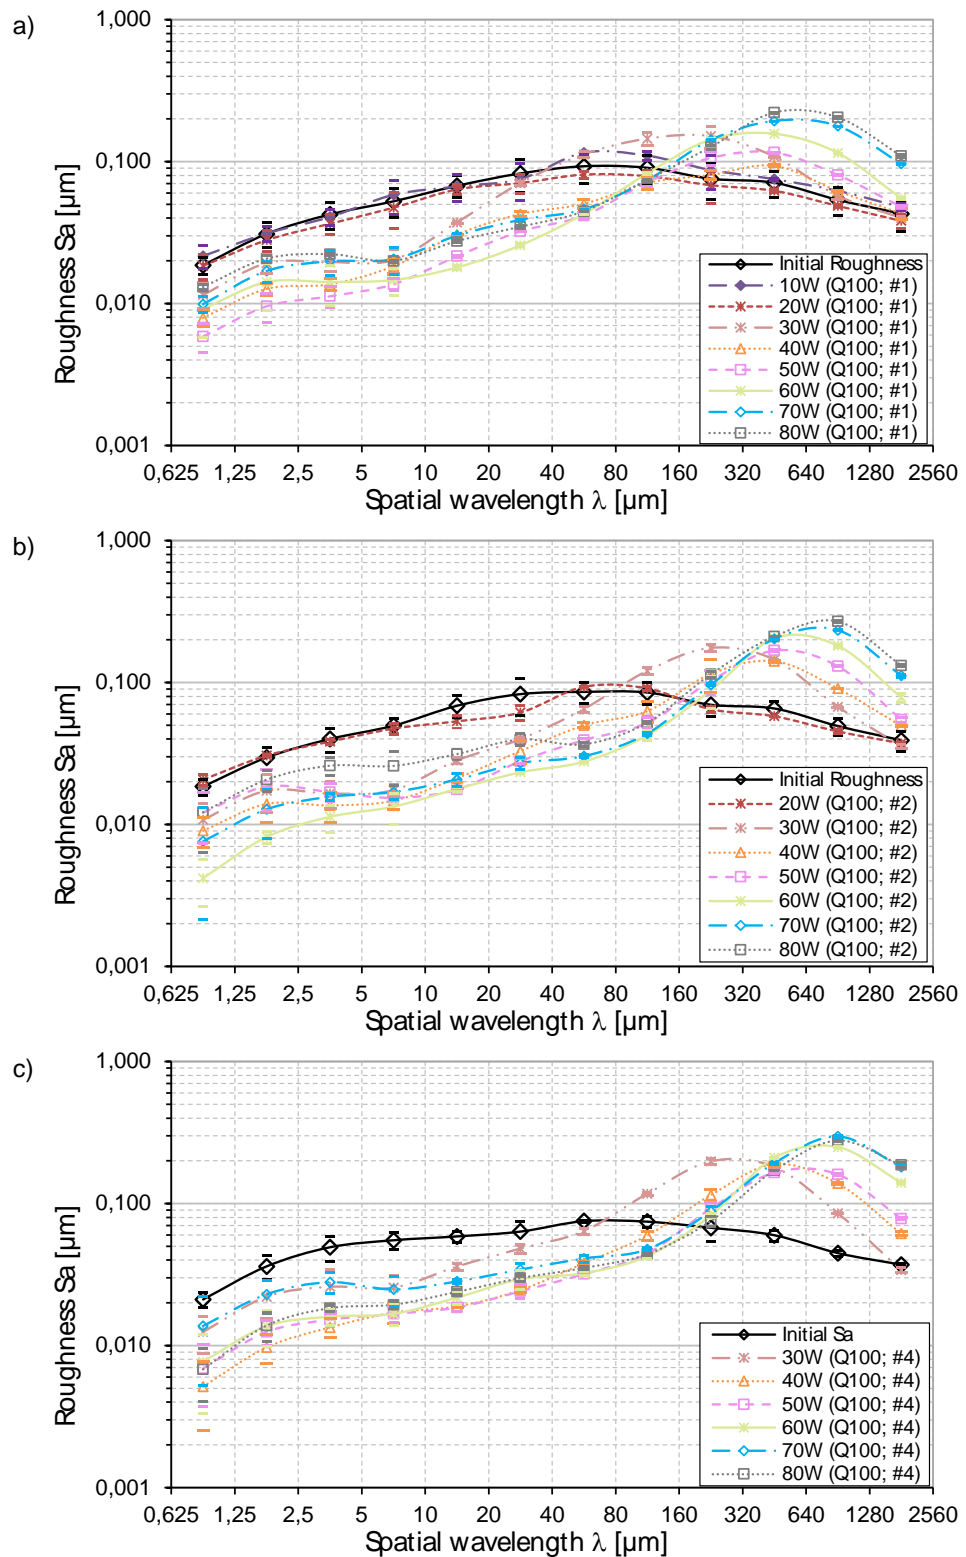 a)
1,000
0,100
0,010
0,001
Roughness Sa [µm]
0,625 1,25 2,5 5 10 20 40 80 160 320 640 1280 2560
Spatial wavelength λ [µm]
Initial Roughness
10W (Q100; #1)
20W (Q100; #1)
30W (Q100; #1)
40W (Q100; #1)
50W (Q100; #1)
60W (Q100; #1)
70W (Q100; #1)
80W (Q100; #1)
b)
1,000
0,100
0,010
0,001
Roughness Sa [µm]
0,625 1,25 2,5 5 10 20 40 80 160 320 640 1280 2560
Spatial wavelength λ [µm]
Initial Roughness
20W (Q100; #2)
30W (Q100; #2)
40W (Q100; #2)
50W (Q100; #2)
60W (Q100; #2)
70W (Q100; #2)
80W (Q100; #2)
c)
1,000
0,100
0,010
0,001
Roughness Sa [µm]
0,625 1,25 2,5 5 10 20 40 80 160 320 640 1280 2560
Spatial wavelength λ [µm]
Initial Sa
30W (Q100; #4)
40W (Q100; #4)
50W (Q100; #4)
60W (Q100; #4)
70W (Q100; #4)
80W (Q100; #4)